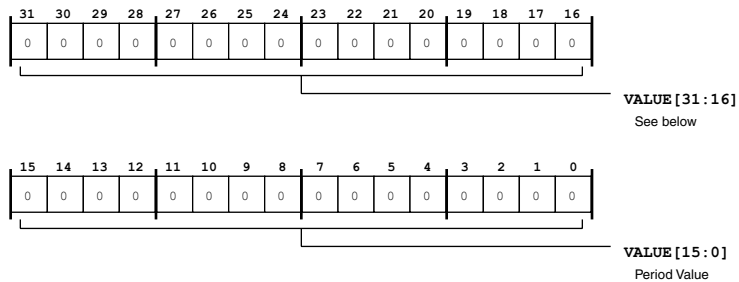 31 30 29 28 27 26 25 24 23 22 21 20 19 18 17 16
0 0 0 0 0 0 0 0 0 0 0 0 0 0 0 0
VALUE[31:16]
See below
15 14 13 12 11 10 9 8 7 6 5 4 3 2 1 0
0 0 0 0 0 0 0 0 0 0 0 0 0 0 0 0
VALUE[15:0]
Period Value